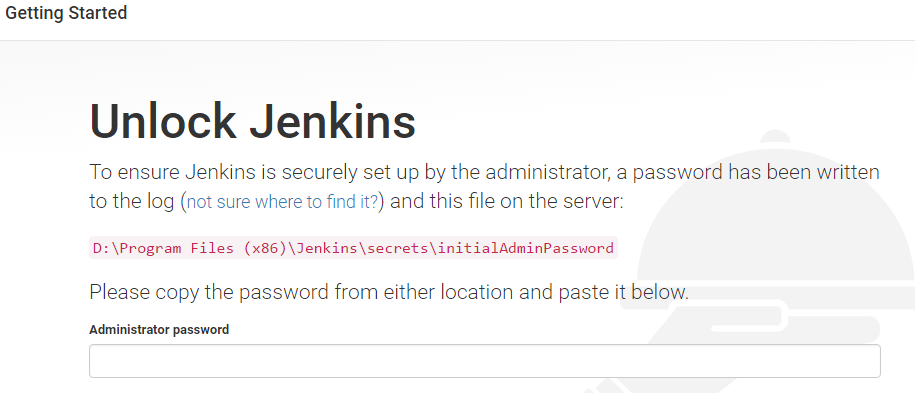 Getting Started
Unlock Jenkins
To ensure Jenkins is securely set up by the administrator, a password has been written
to the log (not sure where to find it?) and this file on the server:
D:\Program Files (x86)\Jenkins\secrets\initialAdminPassword
Please copy the password from either location and paste it below.
Administrator password